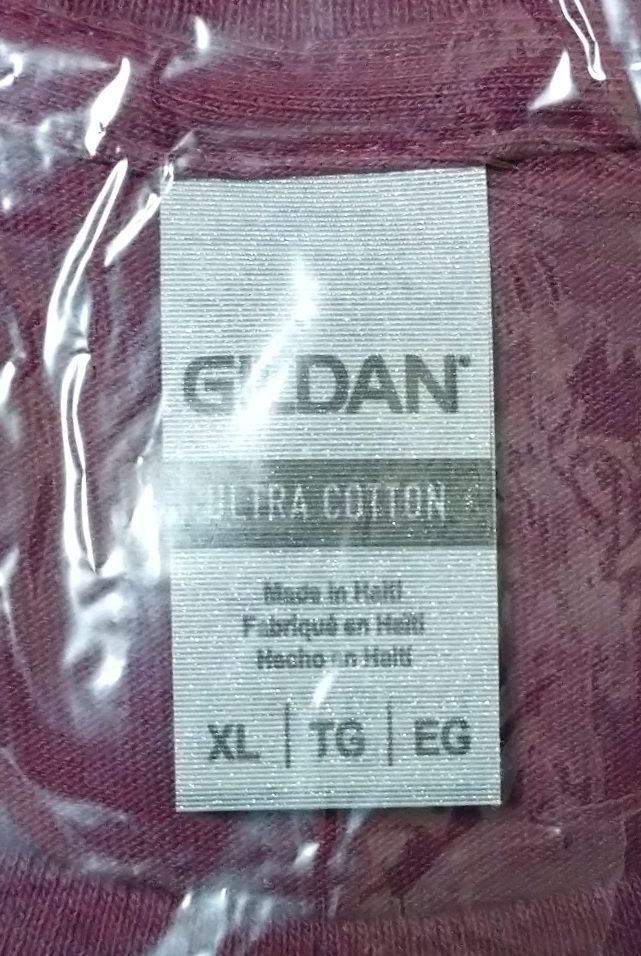 GILDAN®
ULTRA COTTON
Made in Haiti
Fabriqué en Haïti
Hecho en Haití
XL | TG | EG